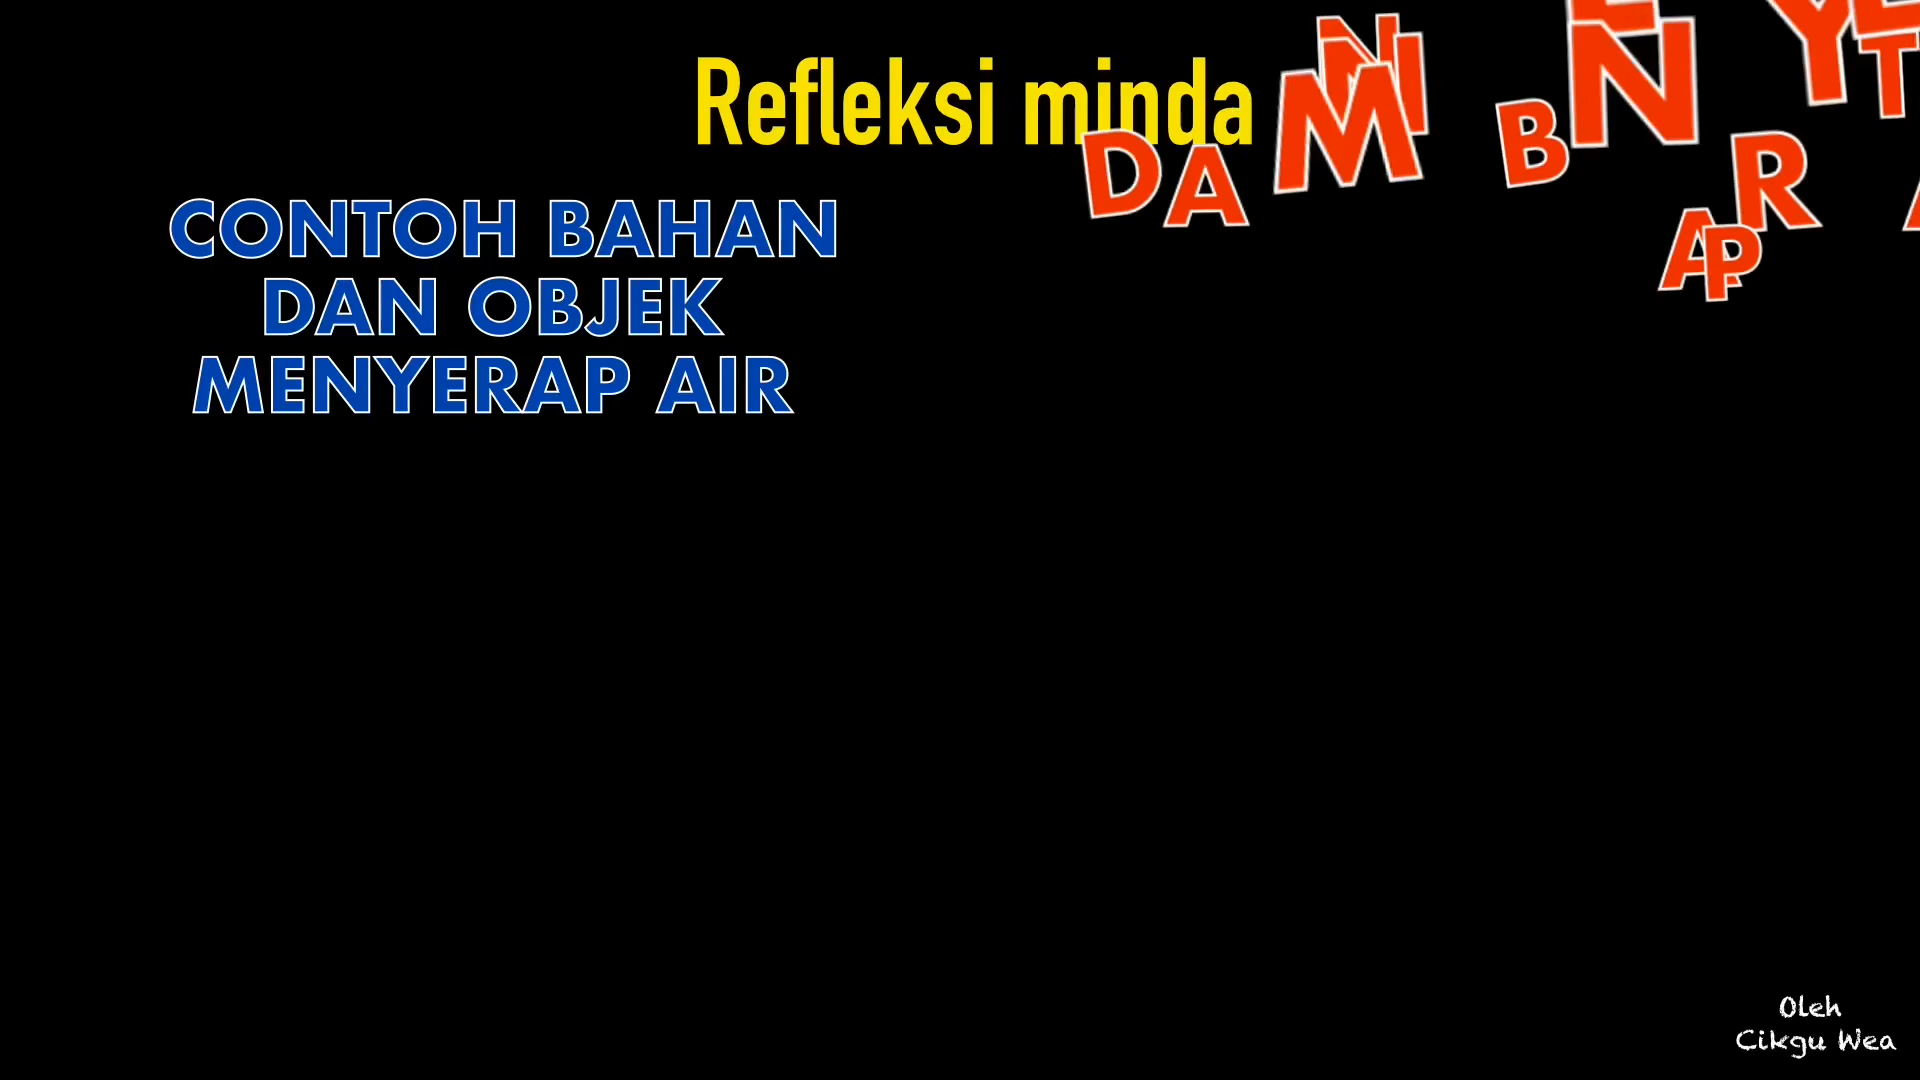 Refleksi minda
CONTOH BAHAN
DAN OBJEK
MENYERAP AIR
Oleh
Cikgu Wea